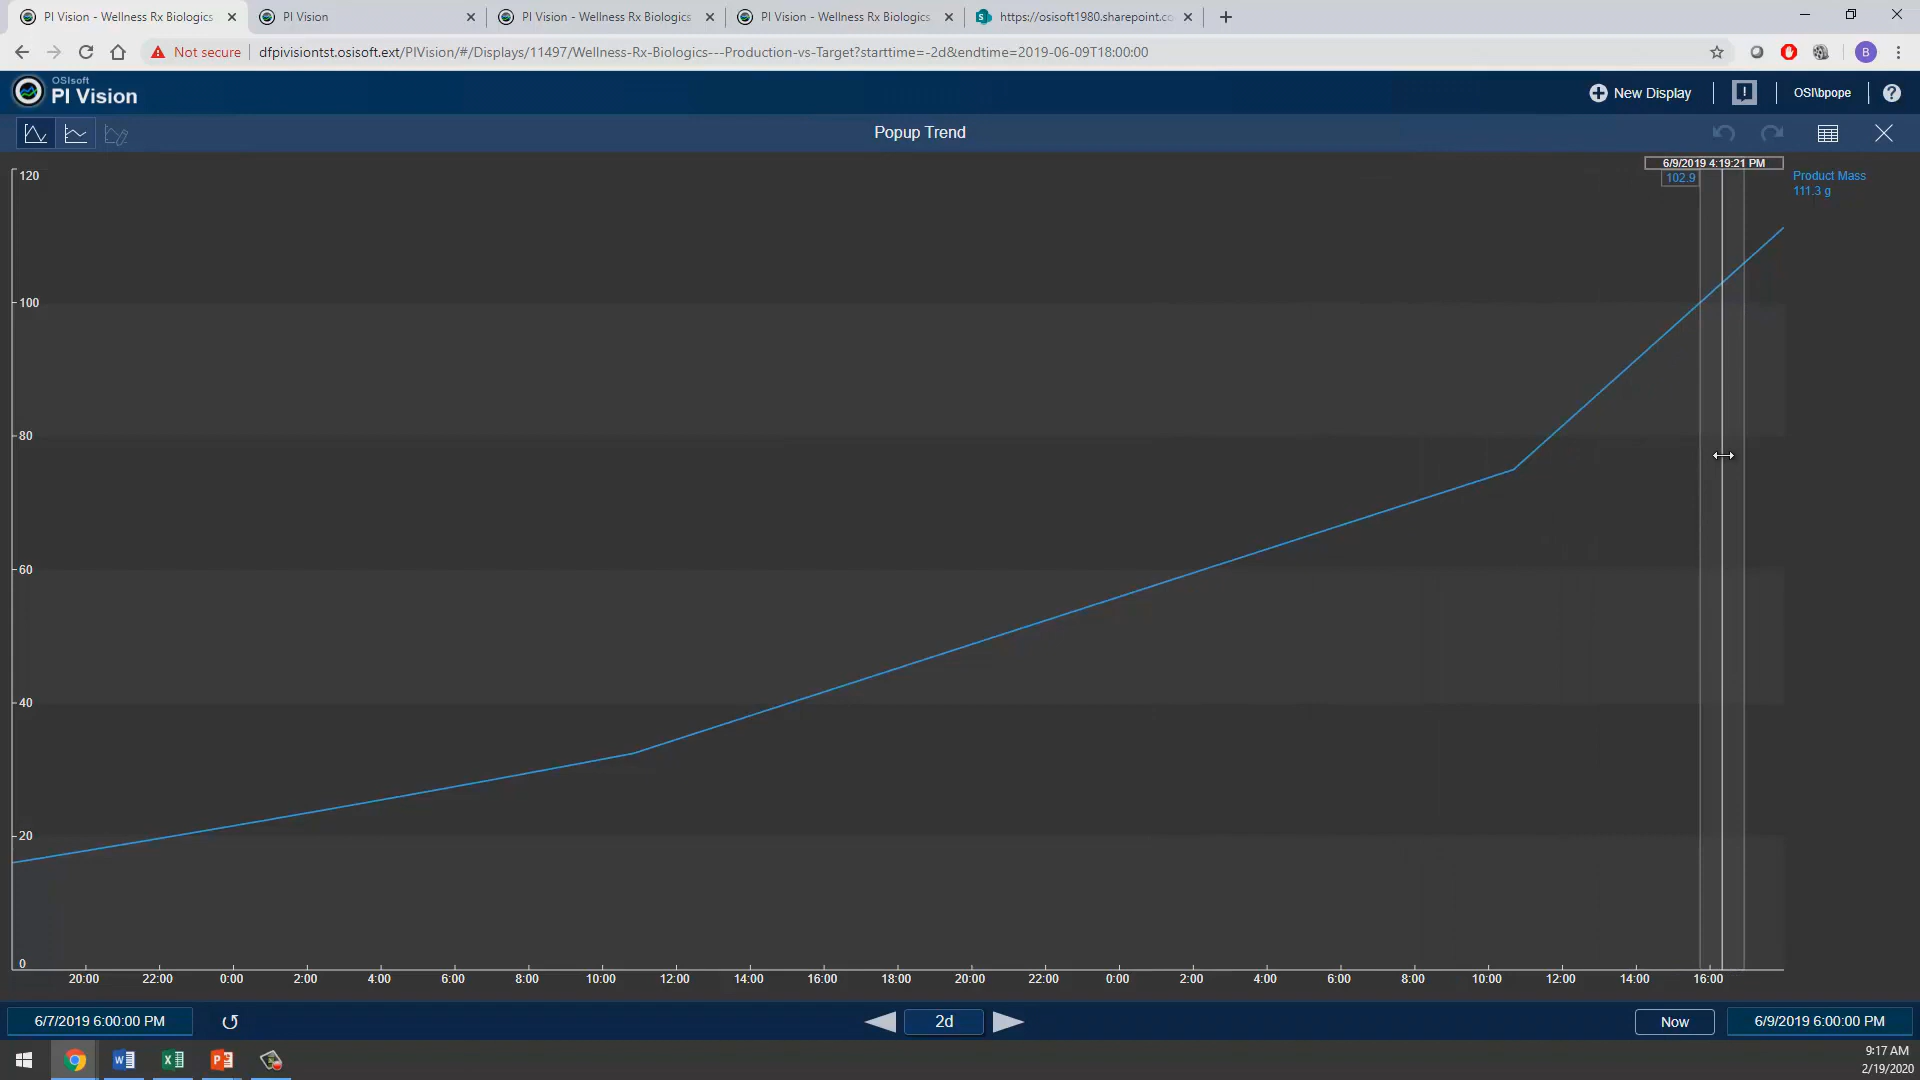 PI Vision - Wellness Rx Biologics
PI Vision
PI Vision - Wellness Rx Biologics
PI Vision - Wellness Rx Biologics
https://osisoft1980.sharepoint.co
Not secure
dfpivisiontst.osisoft.ext/PIVision/#/Displays/11497/Wellness-Rx-Biologics---Production-vs-Target?starttime=-2d&endtime=2019-06-09T18:00:00
B
OSIsoft
PI Vision
New Display
OSI\bpope
Popup Trend
6/9/2019 4:19:21 PM
102.9
Product Mass
111.3 g
120
100
80
60
40
20
0
20:00 22:00 0:00 2:00 4:00 6:00 8:00 10:00 12:00 14:00 16:00 18:00 20:00 22:00 0:00 2:00 4:00 6:00 8:00 10:00 12:00 14:00 16:00
6/7/2019 6:00:00 PM
2d
Now
6/9/2019 6:00:00 PM
9:17 AM
2/19/2020